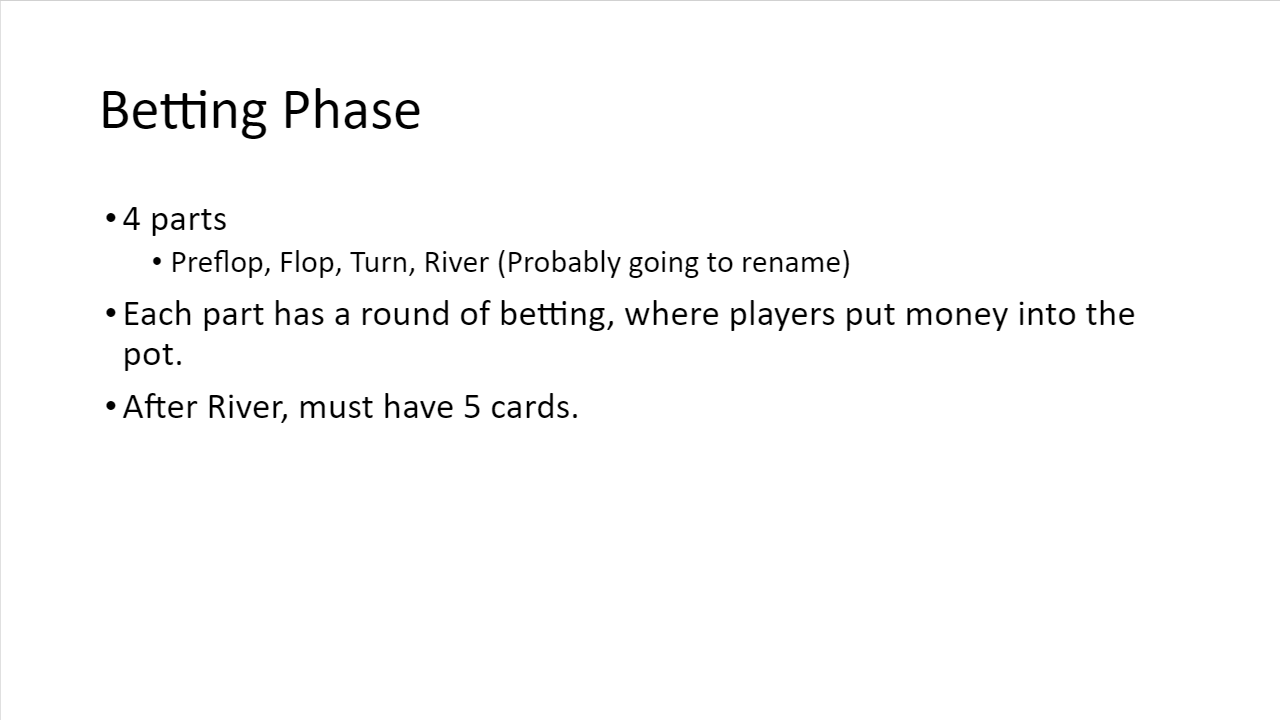 Betting Phase
• 4 parts
• Preflop, Flop, Turn, River (Probably going to rename)
• Each part has a round of betting, where players put money into the
pot.
• After River, must have 5 cards.